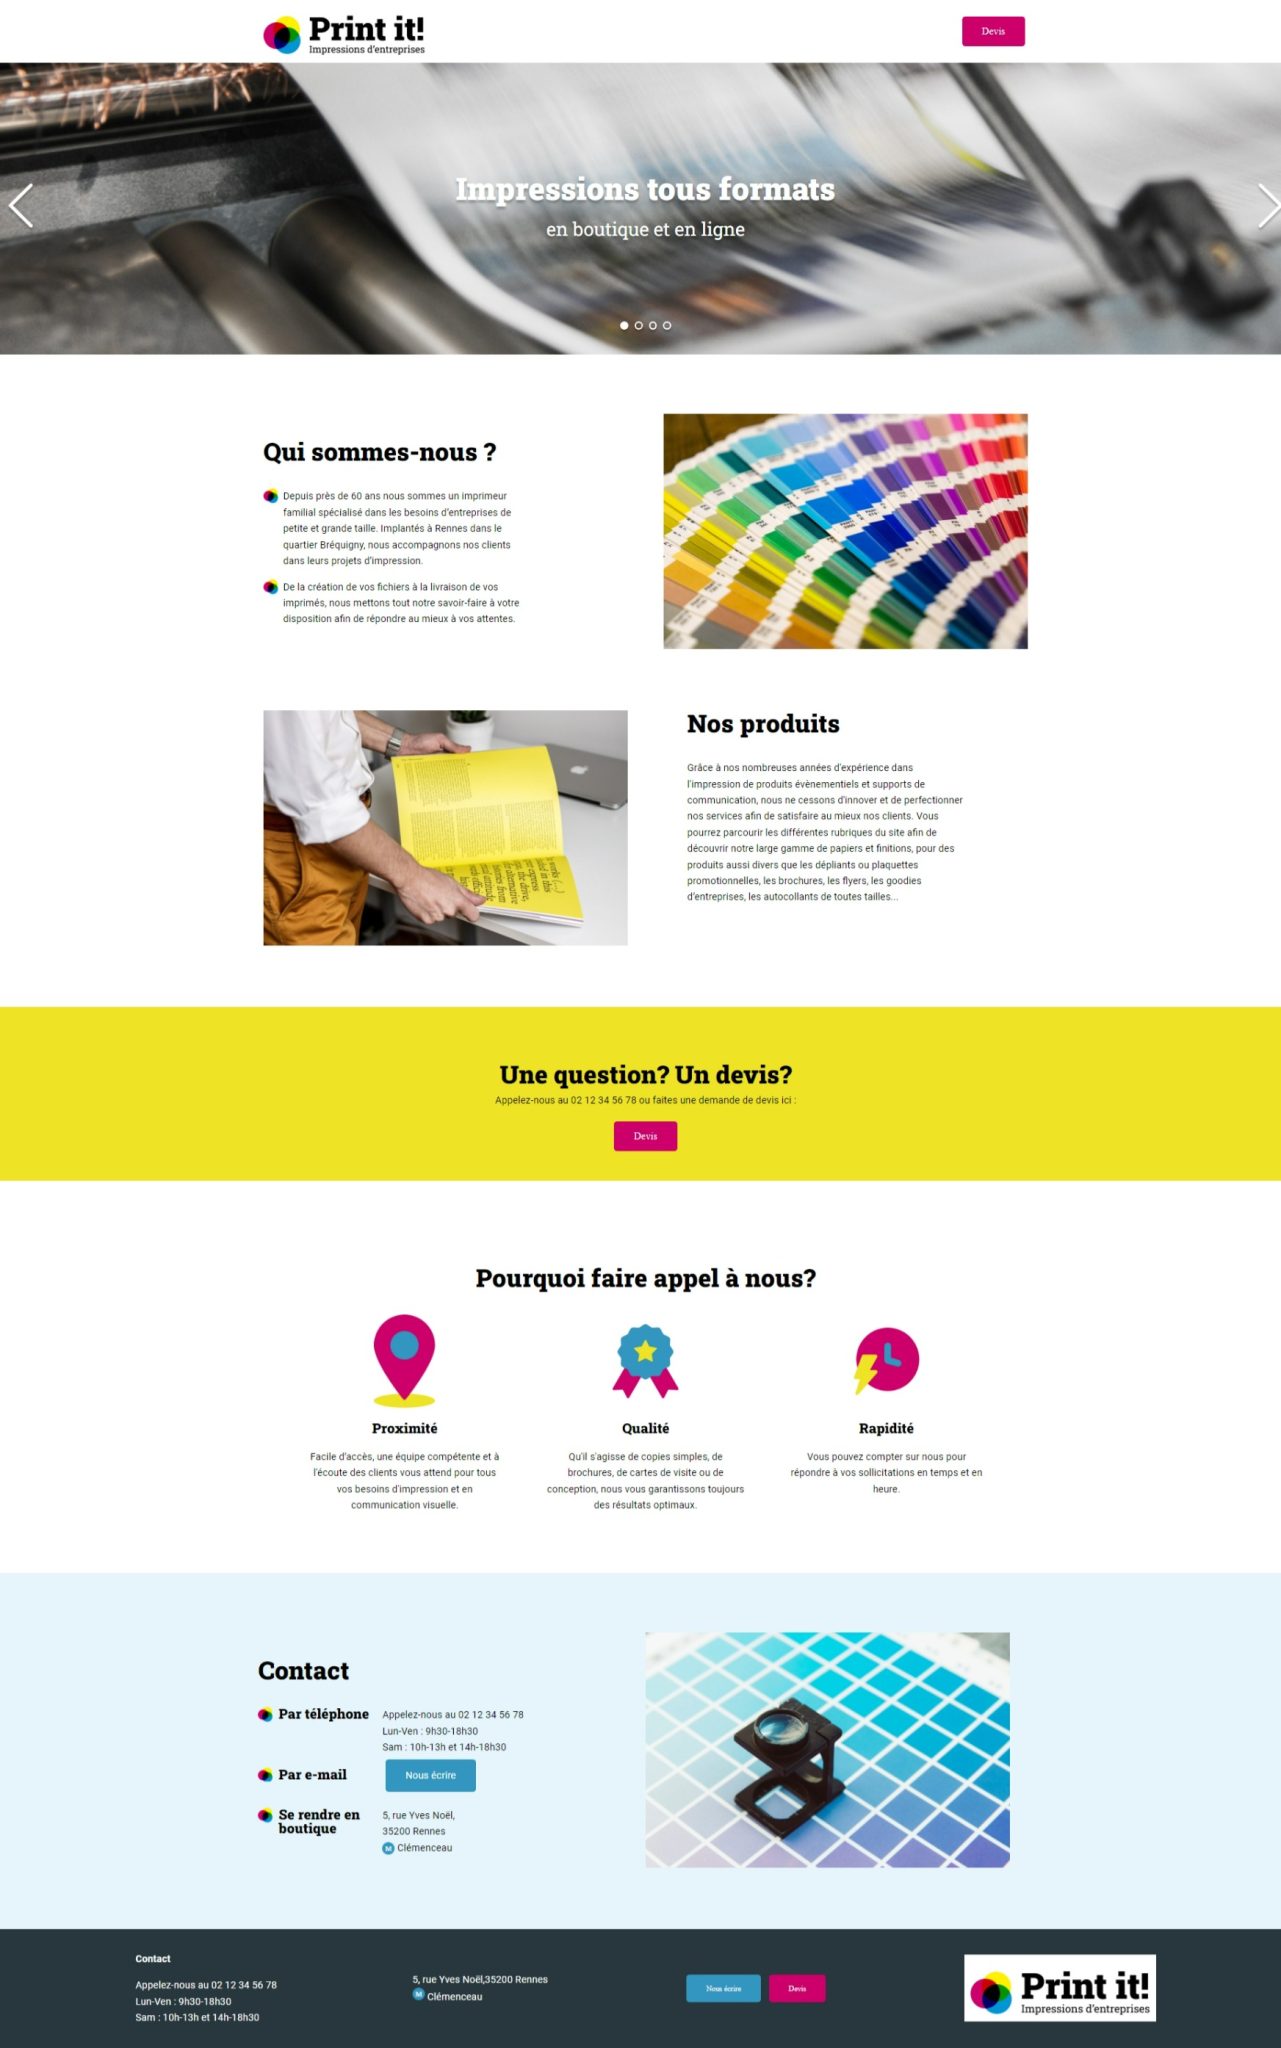 Print it!
Impressions d'entreprises
Devis
Impressions tous formats
en boutique et en ligne
Qui sommes-nous ?
Depuis près de 60 ans nous sommes un imprimeur
familial spécialisé dans les besoins d'entreprises de
petite et grande taille. Implantés à Rennes dans le
quartier Bréquigny, nous accompagnons nos clients
dans leurs projets d'impression.
De la création de vos fichiers à la livraison de vos
imprimés, nous mettons tout notre savoir-faire à votre
disposition afin de répondre au mieux à vos attentes.
Nos produits
Grâce à nos nombreuses années d'expérience dans
l'impression de produits évènementiels et supports de
communication, nous ne cessons d'innover et de perfectionner
nos services afin de satisfaire au mieux nos clients. Vous
pourrez parcourir les différentes rubriques du site afin de
découvrir notre large gamme de papiers et finitions, pour des
produits aussi divers que les dépliants ou plaquettes
promotionnelles, les brochures, les flyers, les goodies
d'entreprises, les autocollants de toutes tailles...
Une question? Un devis?
Appelez-nous au 02 12 34 56 78 ou faites une demande de devis ici :
Devis
Pourquoi faire appel à nous?
Proximité
Facile d'accès, une équipe compétente et à
l'écoute des clients vous attend pour tous
vos besoins d'impression et en
communication visuelle.
Qualité
Qu'il s'agisse de copies simples, de
brochures, de cartes de visite ou de
conception, nous vous garantissons toujours
des résultats optimaux.
Rapidité
Vous pouvez compter sur nous pour
répondre à vos sollicitations en temps et en
heure.
Contact
Par téléphone
Appelez-nous au 02 12 34 56 78
Lun-Ven : 9h30-18h30
Sam : 10h-13h et 14h-18h30
Par e-mail
Nous écrire
Se rendre en
boutique
5, rue Yves Noël,
35200 Rennes
M Clémenceau
Contact
Appelez-nous au 02 12 34 56 78
Lun-Ven : 9h30-18h30
Sam : 10h-13h et 14h-18h30
5, rue Yves Noël,35200 Rennes
M Clémenceau
Nous écrire
Devis
Print it!
Impressions d'entreprises